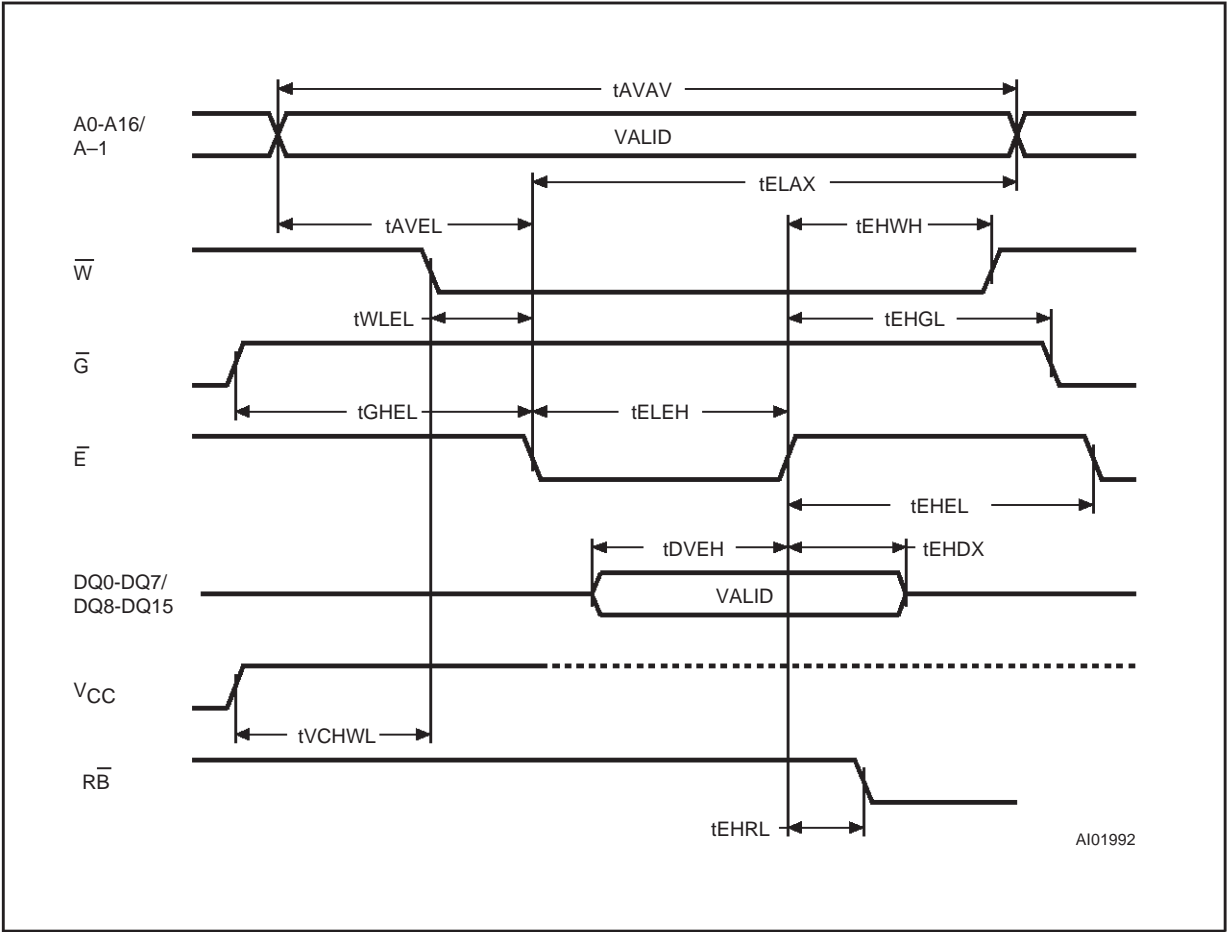 tAVAV
A0-A16/
A–1
VALID
tELAX
tAVEL
tEHWH
W̅
tWLEL
tEHGL
G̅
tGHEL
tELEH
E̅
tEHEL
tDVEH
tEHDX
DQ0-DQ7/
DQ8-DQ15
VALID
VCC
tVCHWL
RB̅
tEHRL
AI01992